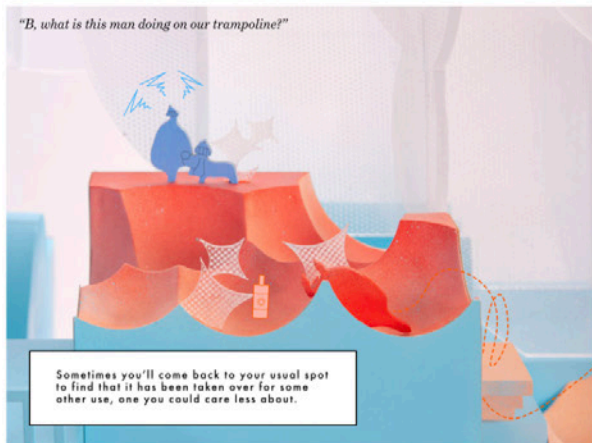 “B, what is this man doing on our trampoline?”
Sometimes you’ll come back to your usual spot
to find that it has been taken over for some
other use, one you could care less about.